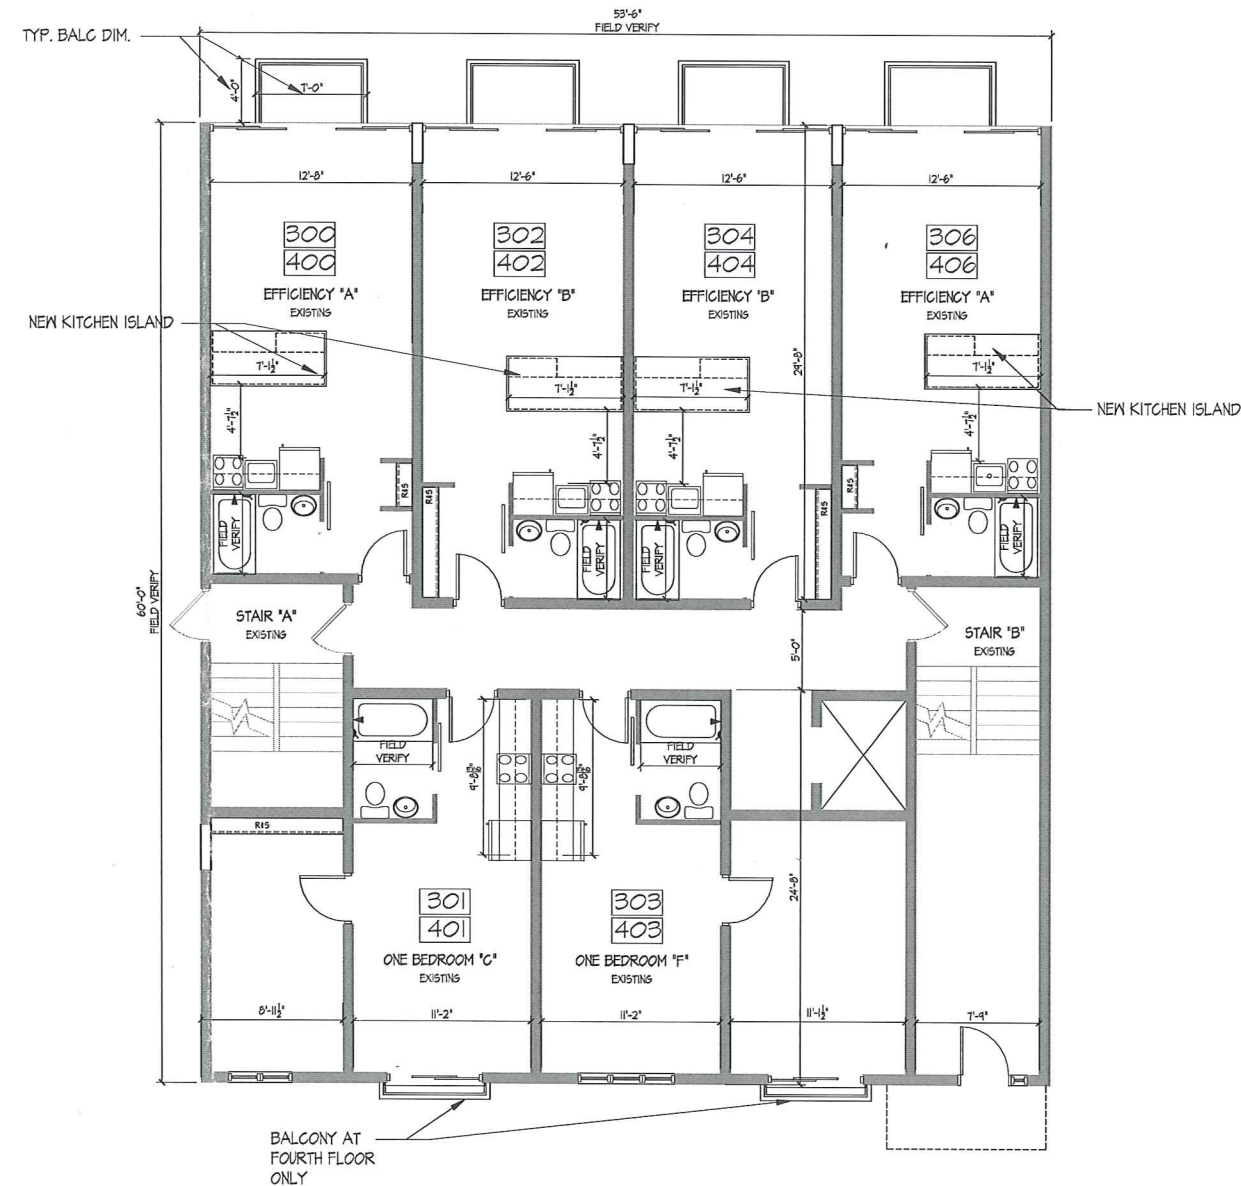 53'-6"
FIELD VERIFY
TYP. BALC DIM.
4'-0"
7'-0"
12'-8"
12'-6"
12'-6"
12'-6"
300
400
EFFICIENCY "A"
EXISTING
302
402
EFFICIENCY "B"
EXISTING
304
404
EFFICIENCY "B"
EXISTING
306
406
EFFICIENCY "A"
EXISTING
NEW KITCHEN ISLAND
7'-1½"
7'-1½"
7'-1½"
7'-1½"
29'-8"
NEW KITCHEN ISLAND
4'-7½"
4'-7½"
4'-7½"
4'-7½"
R&S
R&S
R&S
R&S
FIELD
VERIFY
FIELD
VERIFY
FIELD
VERIFY
FIELD
VERIFY
60'-0"
FIELD VERIFY
STAIR "A"
EXISTING
STAIR "B"
EXISTING
5'-0"
FIELD
VERIFY
FIELD
VERIFY
R&S
24'-8"
301
401
ONE BEDROOM "C"
EXISTING
303
403
ONE BEDROOM "F"
EXISTING
8'-11½"
11'-2"
11'-2"
11'-1½"
7'-9"
BALCONY AT
FOURTH FLOOR
ONLY